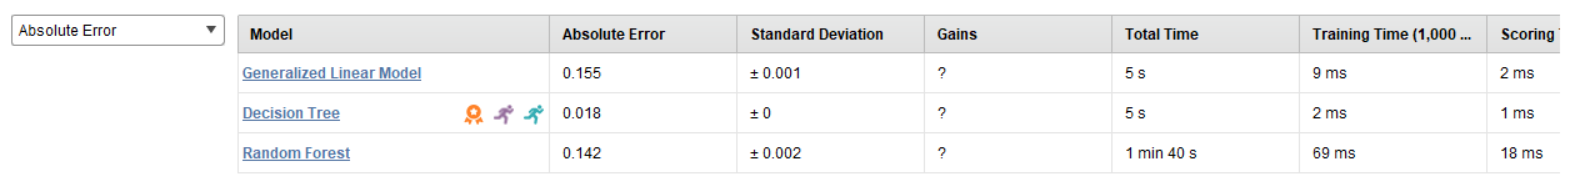 Absolute Error
Model Absolute Error Standard Deviation Gains Total Time Training Time (1,000 ... Scoring
Generalized Linear Model 0.155 ± 0.001 ? 5 s 9 ms 2 ms
Decision Tree 0.018 ± 0 ? 5 s 2 ms 1 ms
Random Forest 0.142 ± 0.002 ? 1 min 40 s 69 ms 18 ms